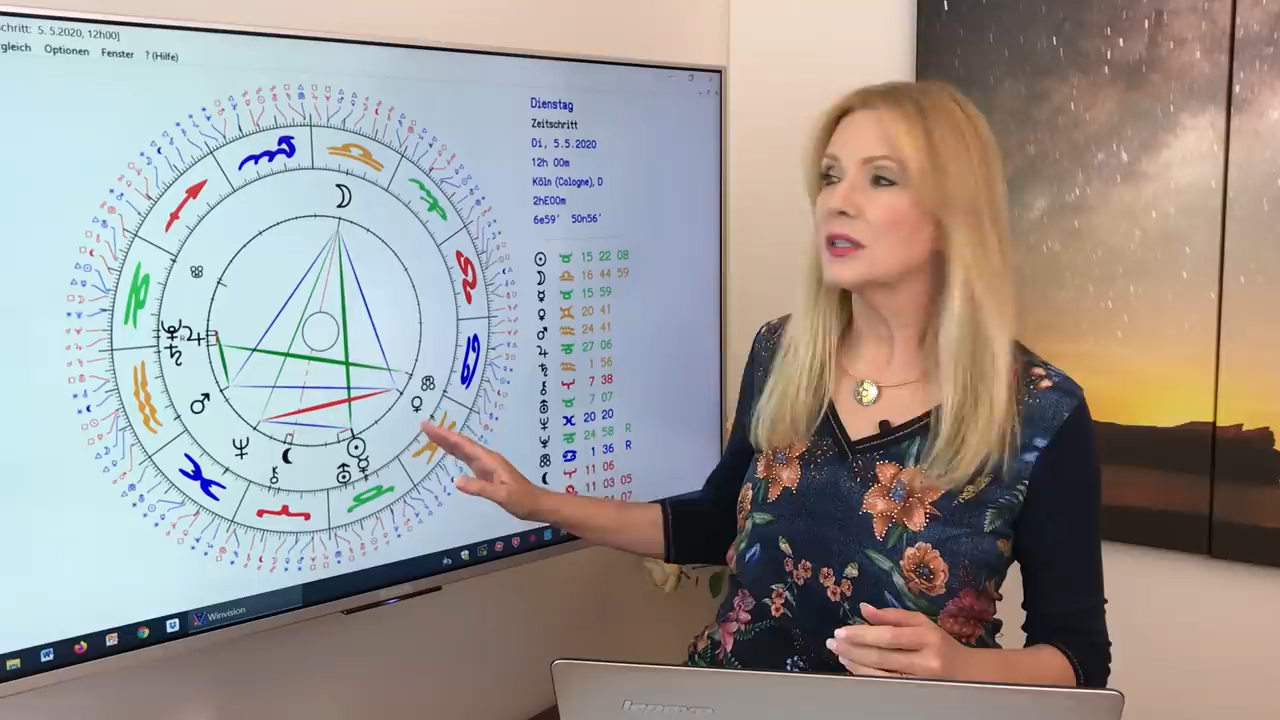 schritt: 5. 5.2020, 12h00]
gleich Optionen Fenster ? (Hilfe)
Dienstag
Zeitschritt
Di, 5.5.2020
12h 00m
Köln (Cologne), D
2hE00m
6e59' 50n56'
15 22 08
16 44 59
15 59
20 41
24 41
27 06
1 56
7 38
7 07
20 20
24 58 R
1 36 R
11 06
11 03 05
07
Winvision
lenovo